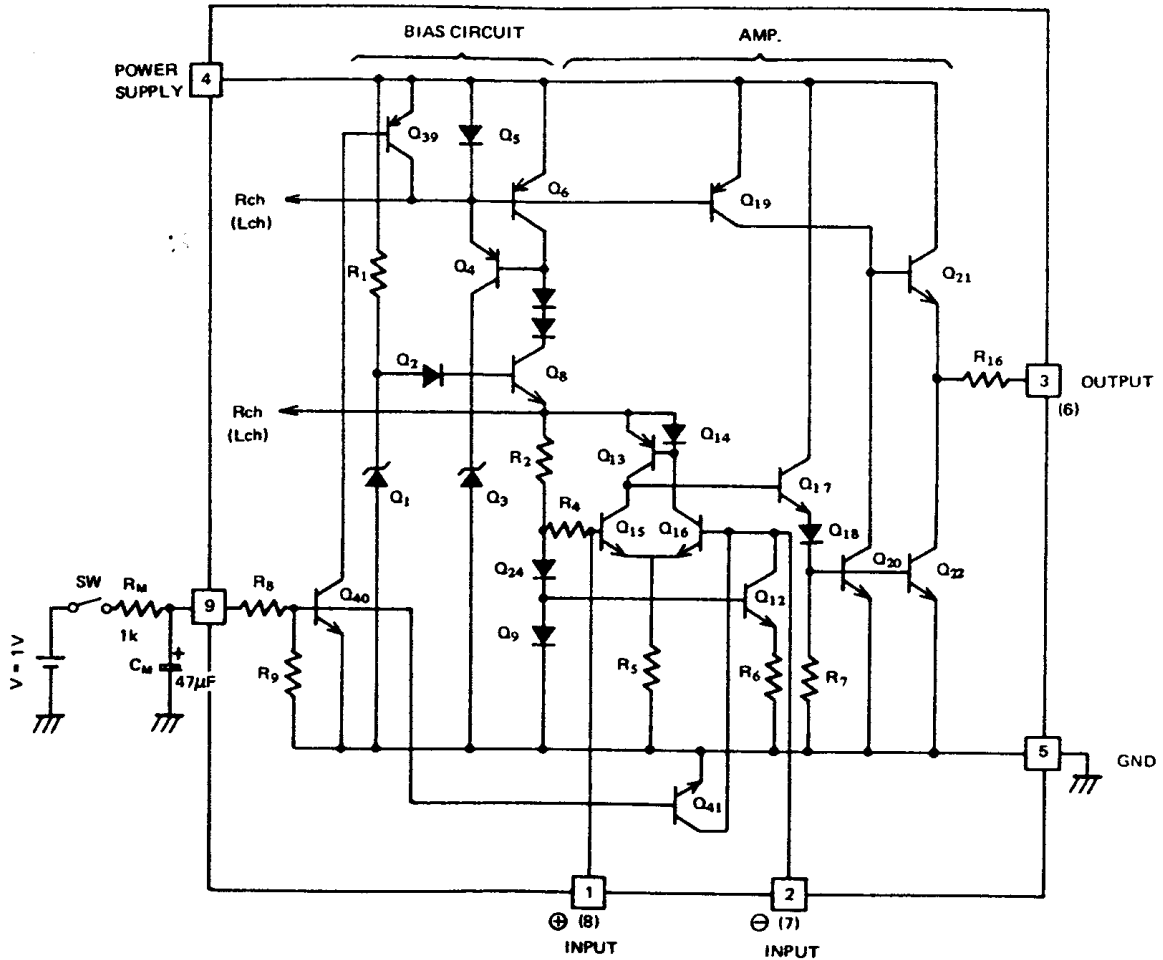 BIAS CIRCUIT
AMP.
POWER
SUPPLY
4
Q39
Q5
Q6
Q19
Rch
(Lch)
R1
Q4
Q21
Q2
Q8
R16
3
OUTPUT
(6)
Rch
(Lch)
Q14
R2
Q13
Q1
Q3
R4
Q17
Q15
Q16
Q18
Q24
Q20
Q22
SW
RM
9
R8
Q40
Q12
1k
Q9
V = 1V
CM
+
47μF
R9
R5
R6
R7
5
GND
Q41
1
2
⊕ (8)
⊖ (7)
INPUT
INPUT